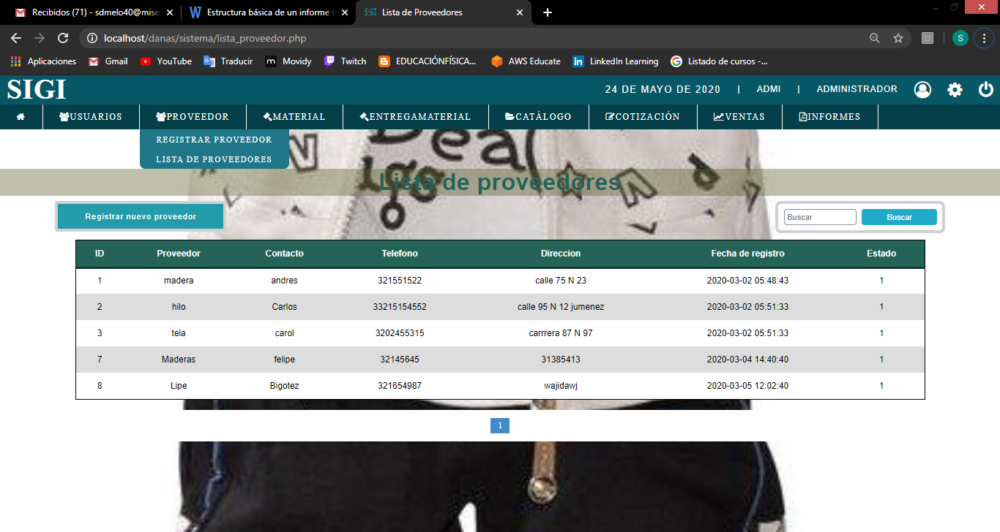 Recibidos (71) - sdmelo40@mise
Estructura básica de un informe t
SIGI Lista de Proveedores
localhost/danas/sistema/lista_proveedor.php
S
Aplicaciones Gmail YouTube Traducir Movidy Twitch EDUCACIÓNFÍSICA... AWS Educate LinkedIn Learning Listado de cursos -...
SIGI
24 DE MAYO DE 2020 | ADMI | ADMINISTRADOR
USUARIOS PROVEEDOR MATERIAL ENTREGAMATERIAL CATÁLOGO COTIZACIÓN VENTAS INFORMES
REGISTRAR PROVEEDOR
LISTA DE PROVEEDORES
Lista de proveedores
Registrar nuevo proveedor
Buscar Buscar
ID Proveedor Contacto Telefono Direccion Fecha de registro Estado
1 madera andres 321551522 calle 75 N 23 2020-03-02 05:48:43 1
2 hilo Carlos 33215154552 calle 95 N 12 jumenez 2020-03-02 05:51:33 1
3 tela carol 3202455315 carrrera 87 N 97 2020-03-02 05:51:33 1
7 Maderas felipe 32145645 31385413 2020-03-04 14:40:40 1
8 Lipe Bigotez 321654987 wajidawj 2020-03-05 12:02:40 1
1